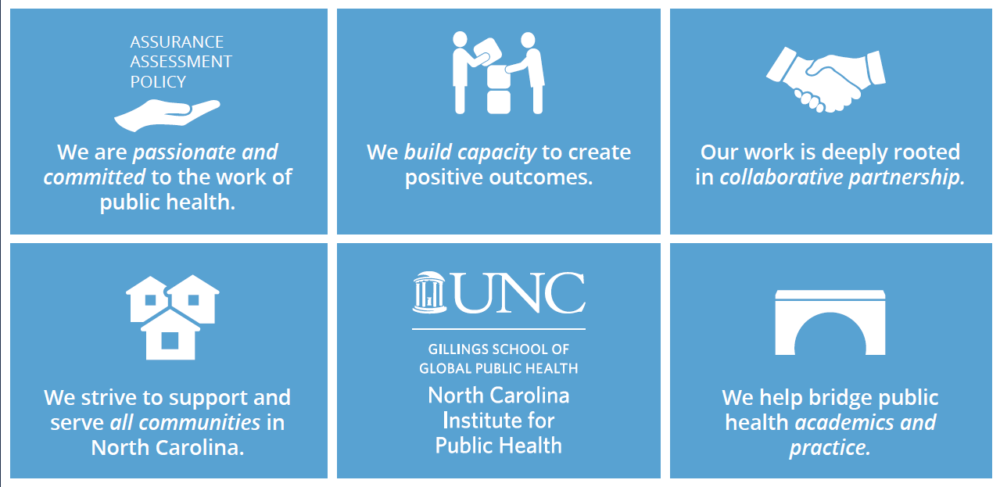 ASSURANCE
ASSESSMENT
POLICY
We are passionate and
committed to the work of
public health.
We build capacity to create
positive outcomes.
Our work is deeply rooted
in collaborative partnership.
We strive to support and
serve all communities in
North Carolina.
UNC
GILLINGS SCHOOL OF
GLOBAL PUBLIC HEALTH
North Carolina
Institute for
Public Health
We help bridge public
health academics and
practice.